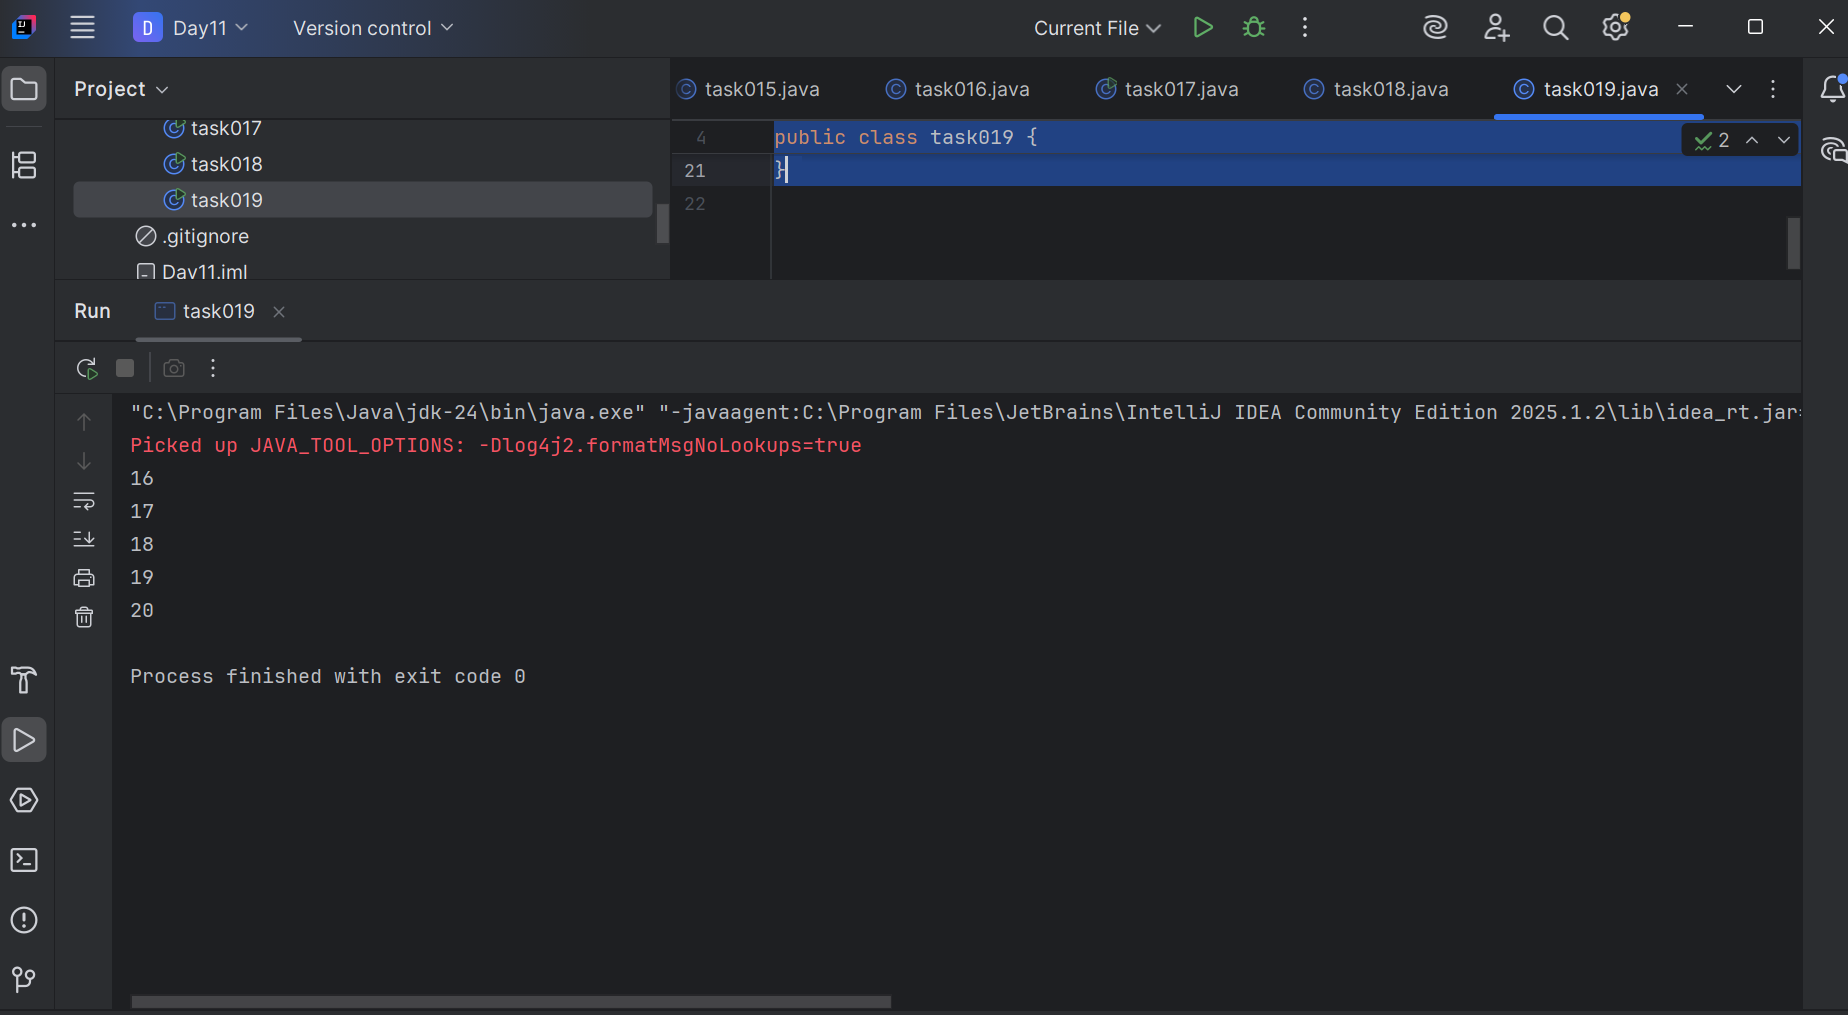 D Day11 Version control Current File
Project
task015.java task016.java task017.java task018.java task019.java
task017
task018
task019
.gitignore
Day11.iml
4 public class task019 {
21 }
22
2
Run task019
"C:\Program Files\Java\jdk-24\bin\java.exe" "-javaagent:C:\Program Files\JetBrains\IntelliJ IDEA Community Edition 2025.1.2\lib\idea_rt.jar=
Picked up JAVA_TOOL_OPTIONS: -Dlog4j2.formatMsgNoLookups=true
16
17
18
19
20
Process finished with exit code 0